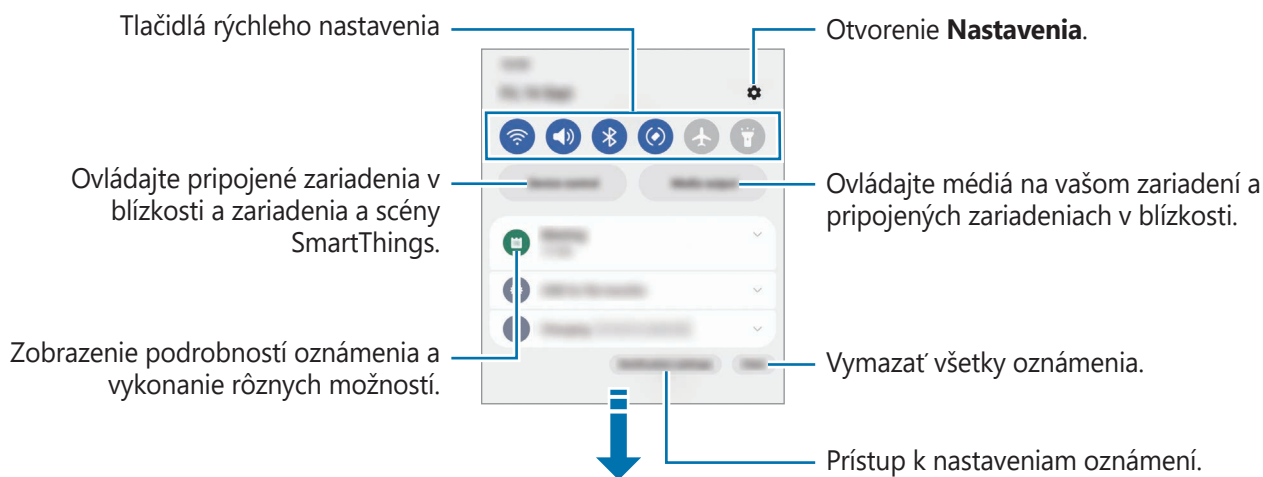 Tlačidlá rýchleho nastavenia
Otvorenie Nastavenia.
Ovládajte pripojené zariadenia v
blízkosti a zariadenia a scény
SmartThings.
Ovládajte médiá na vašom zariadení a
pripojených zariadeniach v blízkosti.
Zobrazenie podrobností oznámenia a
vykonanie rôznych možností.
Vymazať všetky oznámenia.
Prístup k nastaveniam oznámení.